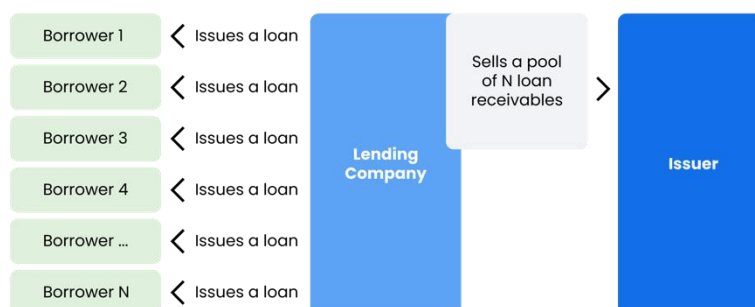 Borrower 1
Issues a loan
Borrower 2
Issues a loan
Borrower 3
Issues a loan
Borrower 4
Issues a loan
Borrower ...
Issues a loan
Borrower N
Issues a loan
Lending
Company
Sells a pool
of N loan
receivables
Issuer